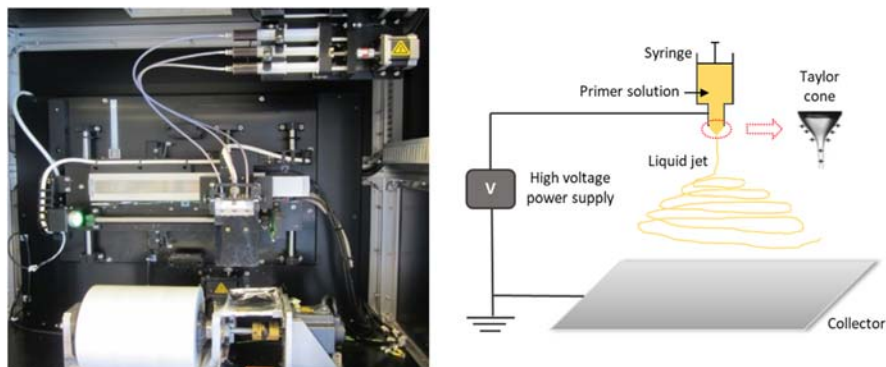 Syringe
Primer solution
Taylor
cone
Liquid jet
V
High voltage
power supply
Collector